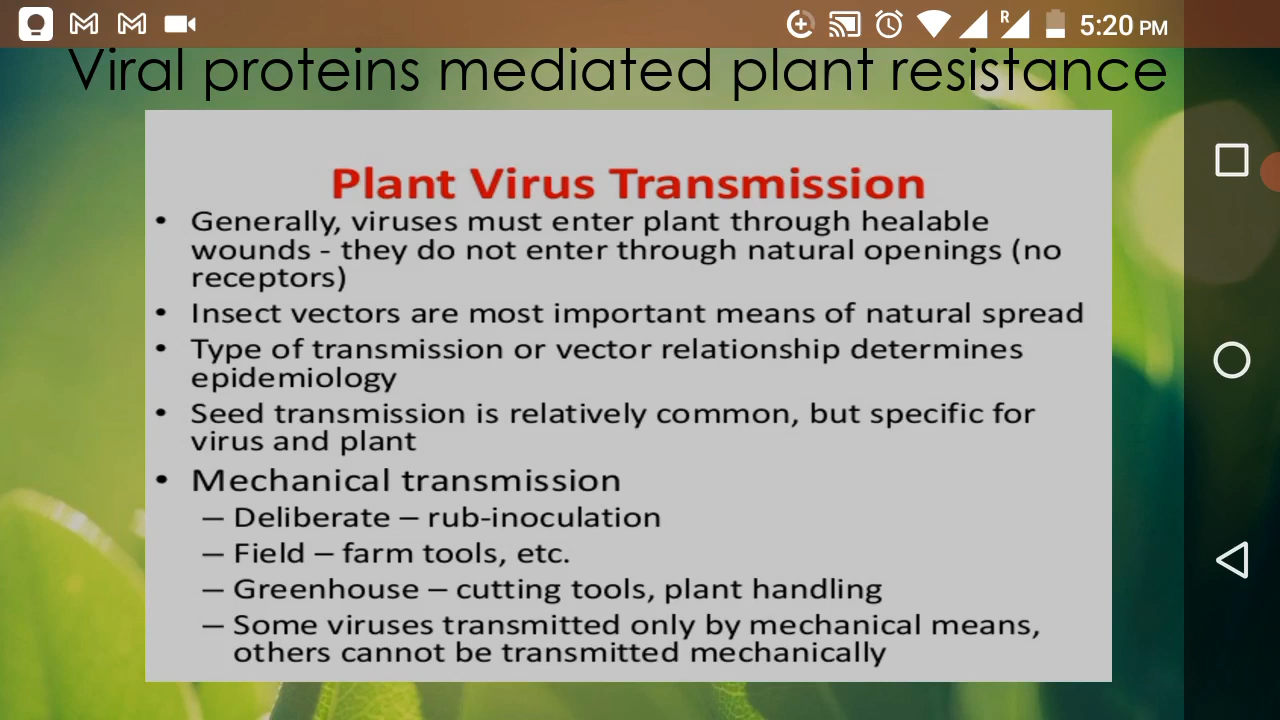 5:20 PM
R
Viral proteins mediated plant resistance
Plant Virus Transmission
• Generally, viruses must enter plant through healable
wounds - they do not enter through natural openings (no
receptors)
• Insect vectors are most important means of natural spread
• Type of transmission or vector relationship determines
epidemiology
• Seed transmission is relatively common, but specific for
virus and plant
• Mechanical transmission
– Deliberate – rub-inoculation
– Field – farm tools, etc.
– Greenhouse – cutting tools, plant handling
– Some viruses transmitted only by mechanical means,
others cannot be transmitted mechanically